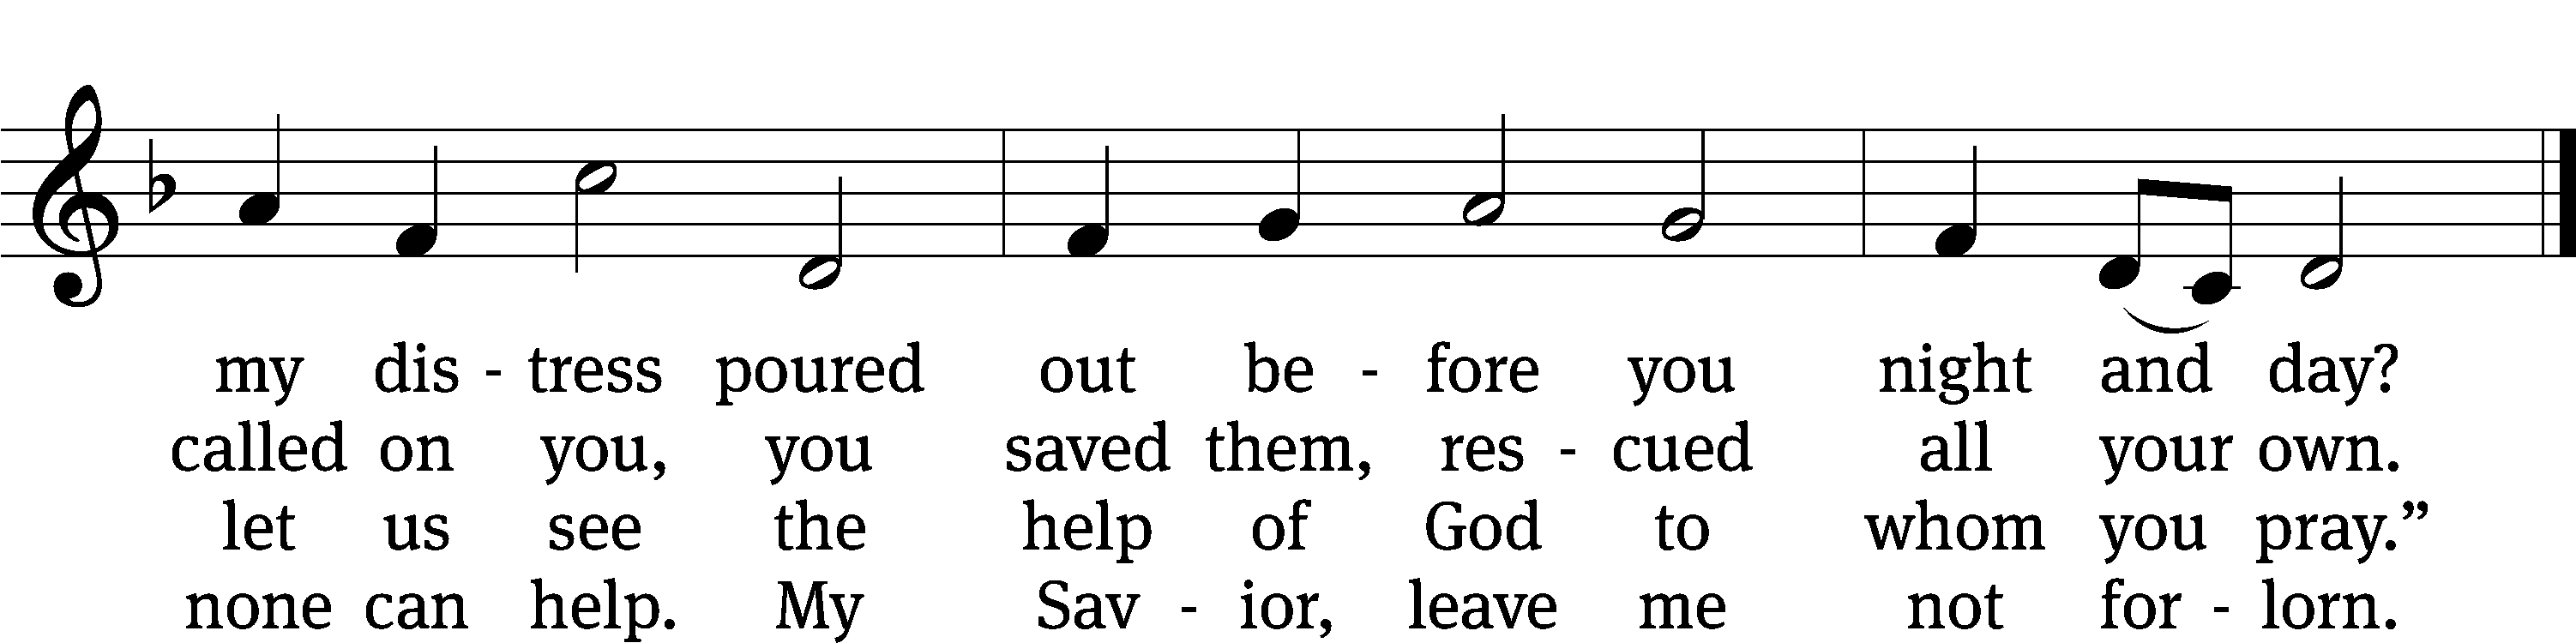 my dis - tress poured out be - fore you night and day?
called on you, you saved them, res - cued all your own.
let us see the help of God to whom you pray.”
none can help. My Sav - ior, leave me not for - lorn.